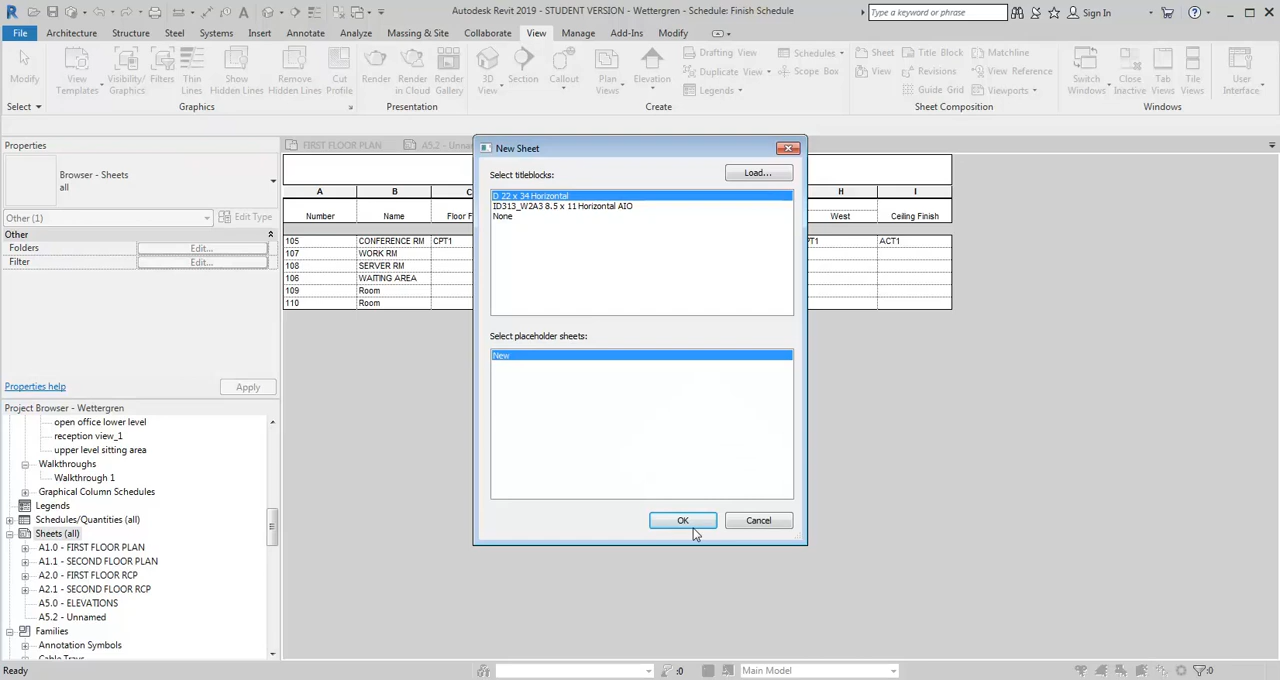 Autodesk Revit 2019 - STUDENT VERSION - Wettergren - Schedule: Finish Schedule
Type a keyword or phrase
Sign In
File Architecture Structure Steel Systems Insert Annotate Analyze Massing & Site Collaborate View Manage Add-Ins Modify
Modify
View Templates
Visibility/ Graphics
Filters
Thin Lines
Show Hidden Lines
Remove Hidden Lines
Cut Profile
Render
Render in Cloud
Render Gallery
3D View
Section
Callout
Plan Views
Elevation
Drafting View
Duplicate View
Legends
Schedules
Scope Box
Sheet
View
Title Block
Revisions
Guide Grid
Matchline
View Reference
Viewports
Switch Windows
Close Inactive
Tab Views
Tile Views
User Interface
Select Graphics Presentation Create Sheet Composition Windows
Properties
Browser - Sheets
all
Other (1)
Edit Type
Other
Folders Edit...
Filter Edit...
Properties help
Apply
Project Browser - Wettergren
open office lower level
reception view_1
upper level sitting area
Walkthroughs
Walkthrough 1
Graphical Column Schedules
Legends
Schedules/Quantities (all)
Sheets (all)
A1.0 - FIRST FLOOR PLAN
A1.1 - SECOND FLOOR PLAN
A2.0 - FIRST FLOOR RCP
A2.1 - SECOND FLOOR RCP
A5.0 - ELEVATIONS
A5.2 - Unnamed
Families
Annotation Symbols
FIRST FLOOR PLAN
A5.2 - Unnam
A B C H I
Number Name Floor F West Ceiling Finish
105 CONFERENCE RM CPT1 PT1 ACT1
107 WORK RM
108 SERVER RM
106 WAITING AREA
109 Room
110 Room
New Sheet
Select titleblocks:
Load...
D 22 x 34 Horizontal
ID313_W2A3 8.5 x 11 Horizontal AIO
None
Select placeholder sheets:
New
OK Cancel
Ready
:0
Main Model
:0